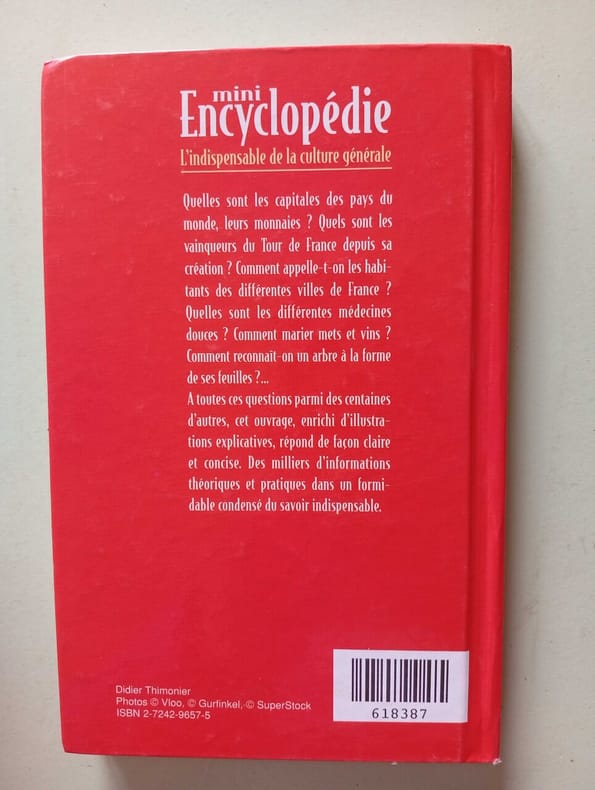 mini
Encyclopédie
L'indispensable de la culture générale
Quelles sont les capitales des pays du
monde, leurs monnaies ? Quels sont les
vainqueurs du Tour de France depuis sa
création ? Comment appelle-t-on les habi-
tants des différentes villes de France ?
Quelles sont les différentes médecines
douces ? Comment marier mets et vins ?
Comment reconnaît-on un arbre à la forme
de ses feuilles ?...
A toutes ces questions parmi des centaines
d'autres, cet ouvrage, enrichi d'illustra-
tions explicatives, répond de façon claire
et concise. Des milliers d'informations
théoriques et pratiques dans un formi-
dable condensé du savoir indispensable.
Didier Thimonier
Photos © Vloo, © Gurfinkel, © SuperStock
ISBN 2-7242-9657-5
618387